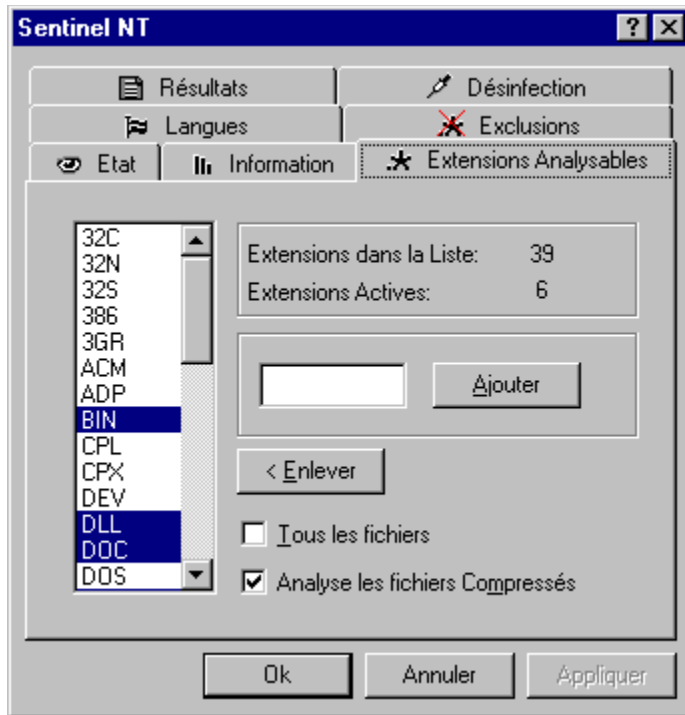 Sentinel NT
Résultats
Désinfection
Langues
Exclusions
Etat
Information
Extensions Analysables
32C
32N
32S
386
3GR
ACM
ADP
BIN
CPL
CPX
DEV
DLL
DOC
DOS
Extensions dans la Liste: 39
Extensions Actives: 6
Ajouter
< Enlever
Tous les fichiers
Analyse les fichiers Compressés
Ok
Annuler
Appliquer